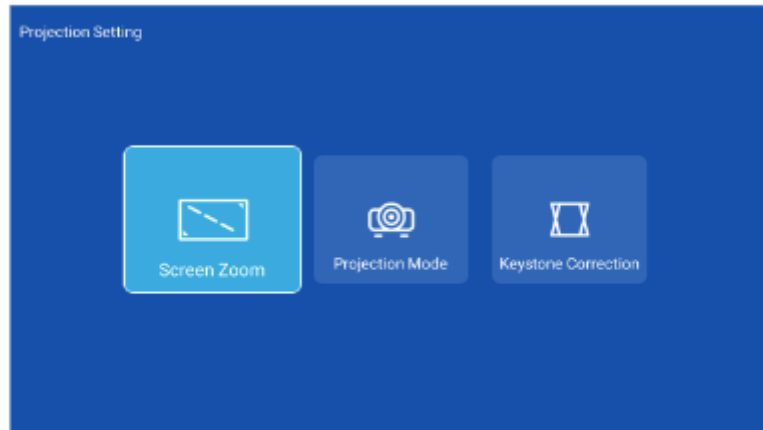 Projection Setting
Screen Zoom
Projection Mode
Keystone Correction